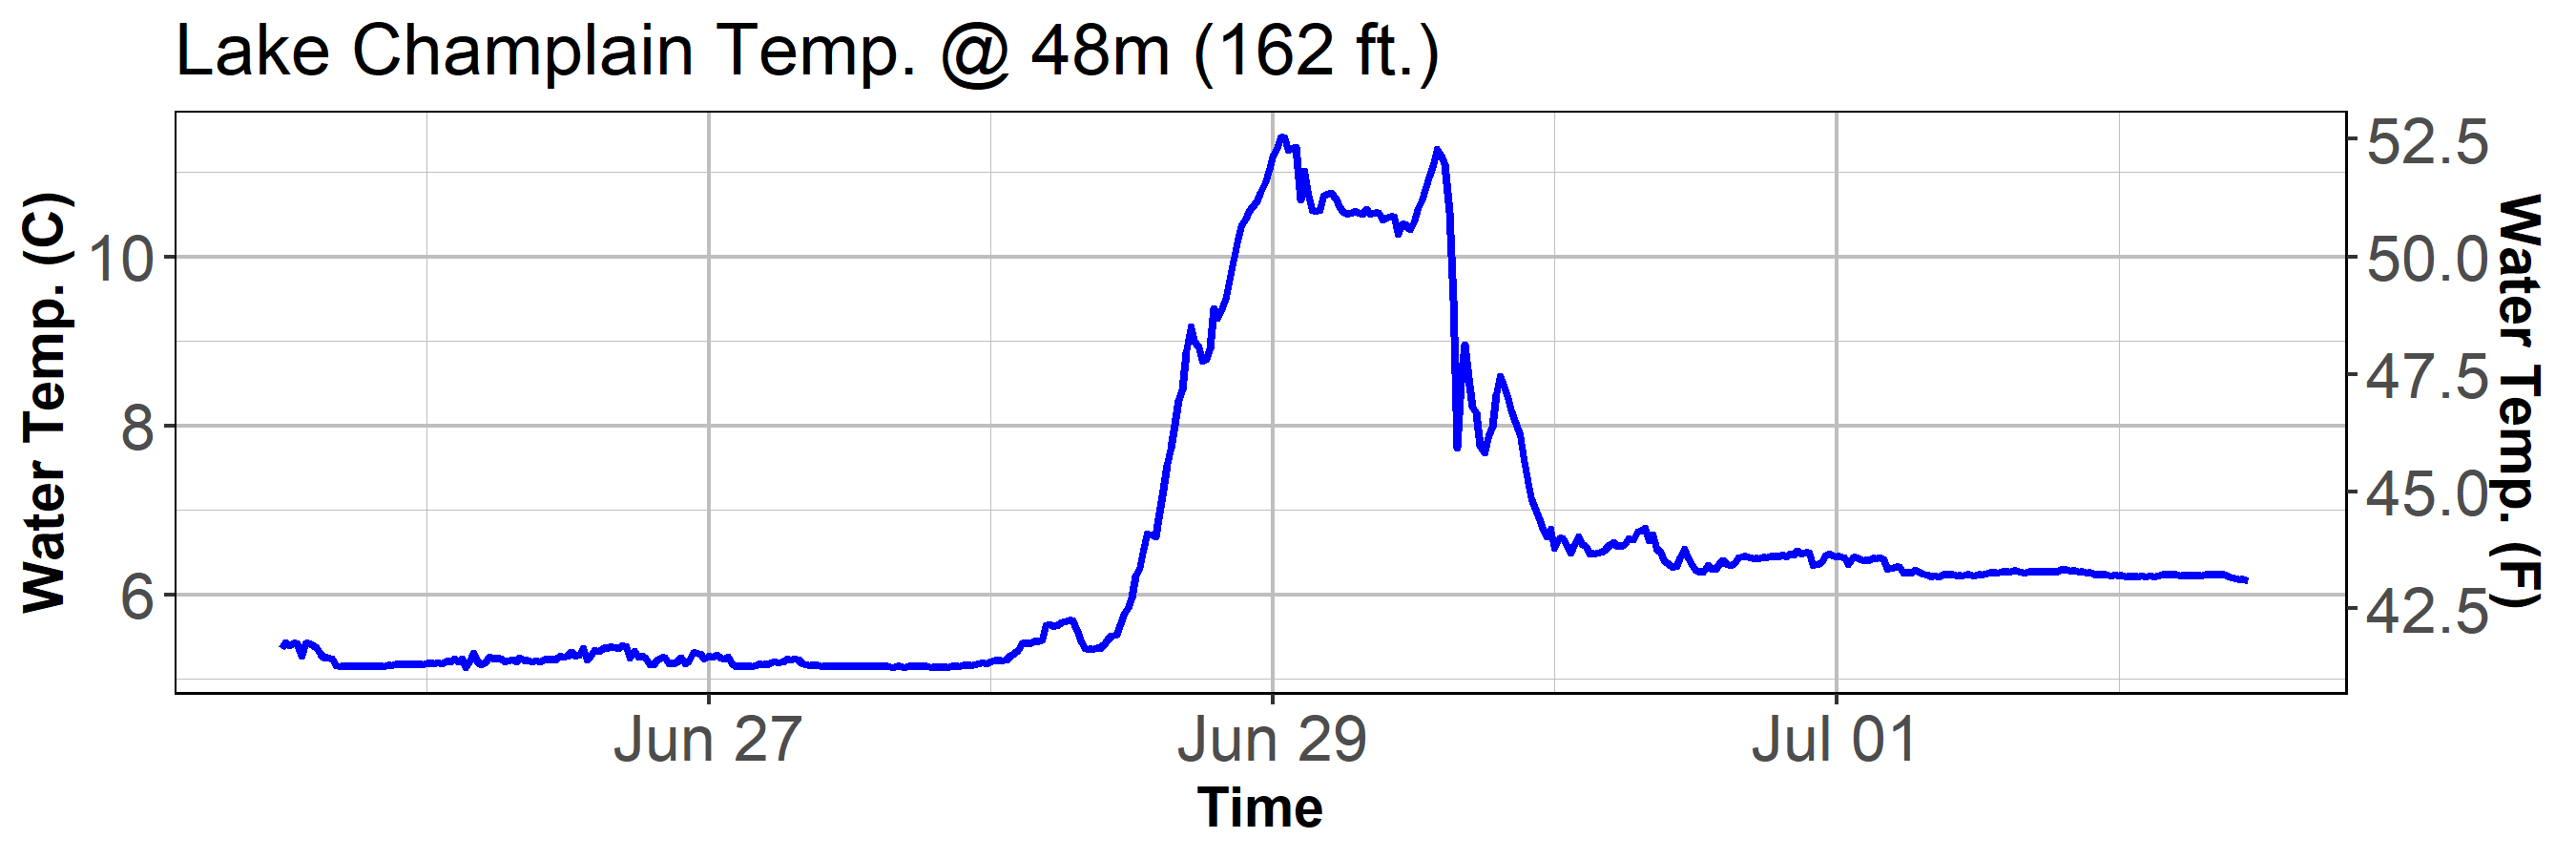 Lake Champlain Temp. @ 48m (162 ft.)
Water Temp. (C)
10
8
6
52.5
50.0
47.5
45.0
42.5
Water Temp. (F)
Jun 27
Jun 29
Jul 01
Time